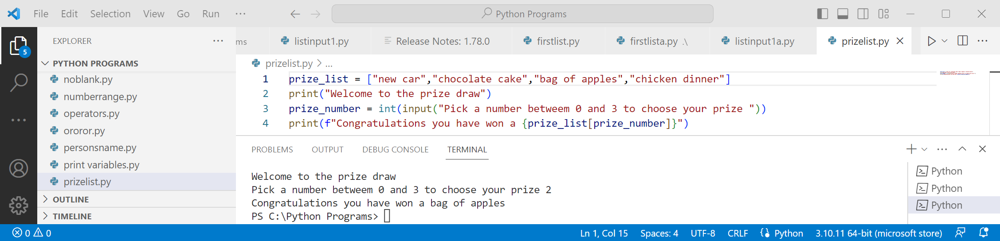 File Edit Selection View Go Run ... Python Programs
EXPLORER ...
ms listinput1.py Release Notes: 1.78.0 firstlist.py firstlista.py .\ listinput1a.py prizelist.py ...
PYTHON PROGRAMS
noblank.py
numberrange.py
operators.py
ororor.py
personsname.py
print variables.py
prizelist.py
OUTLINE
TIMELINE
5
prizelist.py > ...
1 prize_list = ["new car","chocolate cake","bag of apples","chicken dinner"]
2 print("Welcome to the prize draw")
3 prize_number = int(input("Pick a number betweem 0 and 3 to choose your prize "))
4 print(f"Congratulations you have won a {prize_list[prize_number]}")
PROBLEMS OUTPUT DEBUG CONSOLE TERMINAL
Welcome to the prize draw
Pick a number betweem 0 and 3 to choose your prize 2
Congratulations you have won a bag of apples
PS C:\Python Programs>
Python
Python
Python
0 0 Ln 1, Col 15 Spaces: 4 UTF-8 CRLF Python 3.10.11 64-bit (microsoft store)